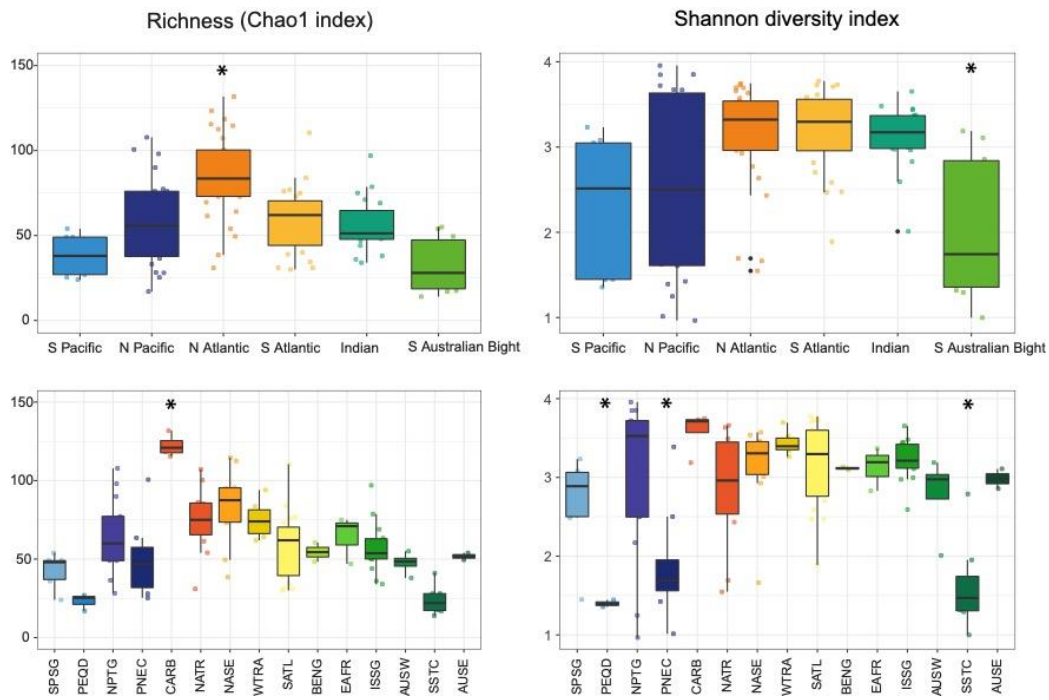 Richness (Chao1 index)
Shannon diversity index
150
100
50
0
*
S Pacific N Pacific N Atlantic S Atlantic Indian S Australian Bight
4
3
2
1
*
S Pacific N Pacific N Atlantic S Atlantic Indian S Australian Bight
150
100
50
0
*
SPSG PEQD NPTG PNEC CARB NATR NASE WTRA SATL BENG EAFR ISSG AUSW SSTC AUSE
4
3
2
1
* * *
SPSG PEQD NPTG PNEC CARB NATR NASE WTRA SATL BENG EAFR ISSG AUSW SSTC AUSE